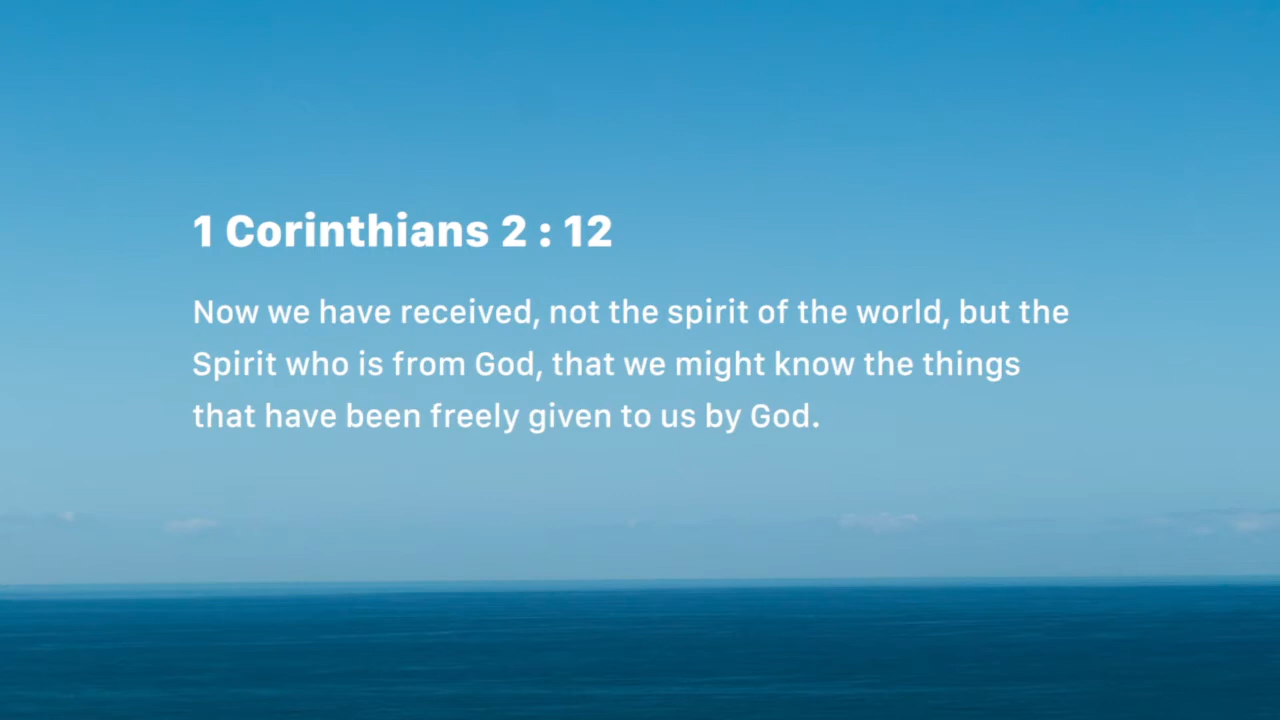 1 Corinthians 2 : 12
Now we have received, not the spirit of the world, but the
Spirit who is from God, that we might know the things
that have been freely given to us by God.